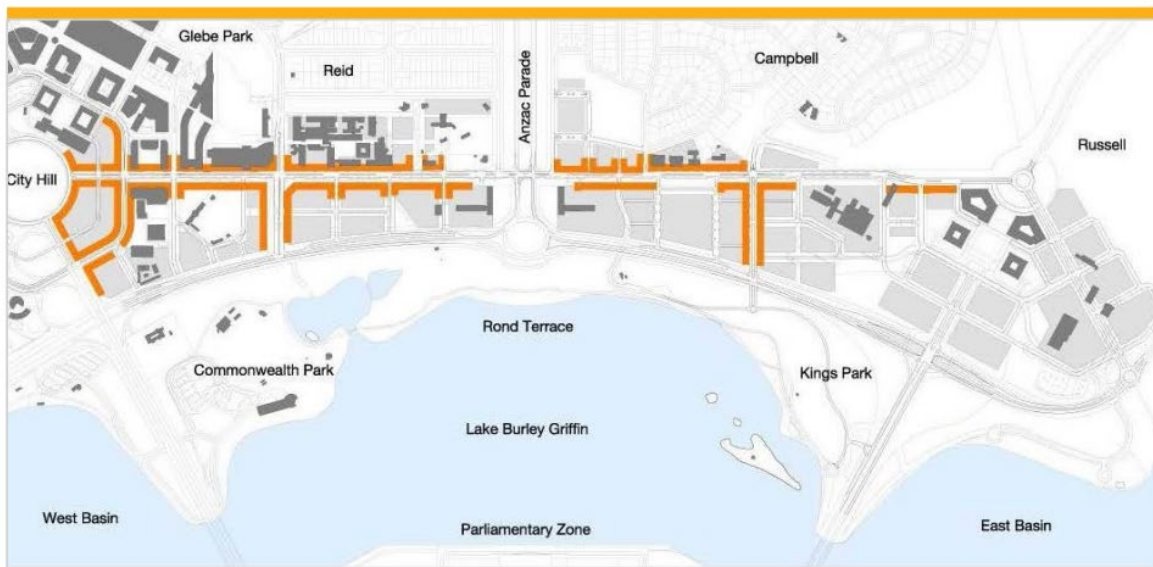 Glebe Park
Reid
Anzac Parade
Campbell
Russell
City Hill
Rond Terrace
Commonwealth Park
Kings Park
Lake Burley Griffin
West Basin
Parliamentary Zone
East Basin